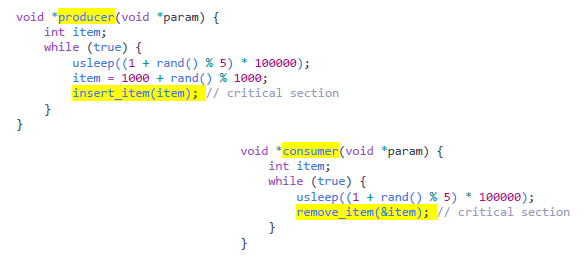 void *producer(void *param) {
    int item;
    while (true) {
        usleep((1 + rand() % 5) * 100000);
        item = 1000 + rand() % 1000;
        insert_item(item); // critical section
    }
}
void *consumer(void *param) {
    int item;
    while (true) {
        usleep((1 + rand() % 5) * 100000);
        remove_item(&item); // critical section
    }
}